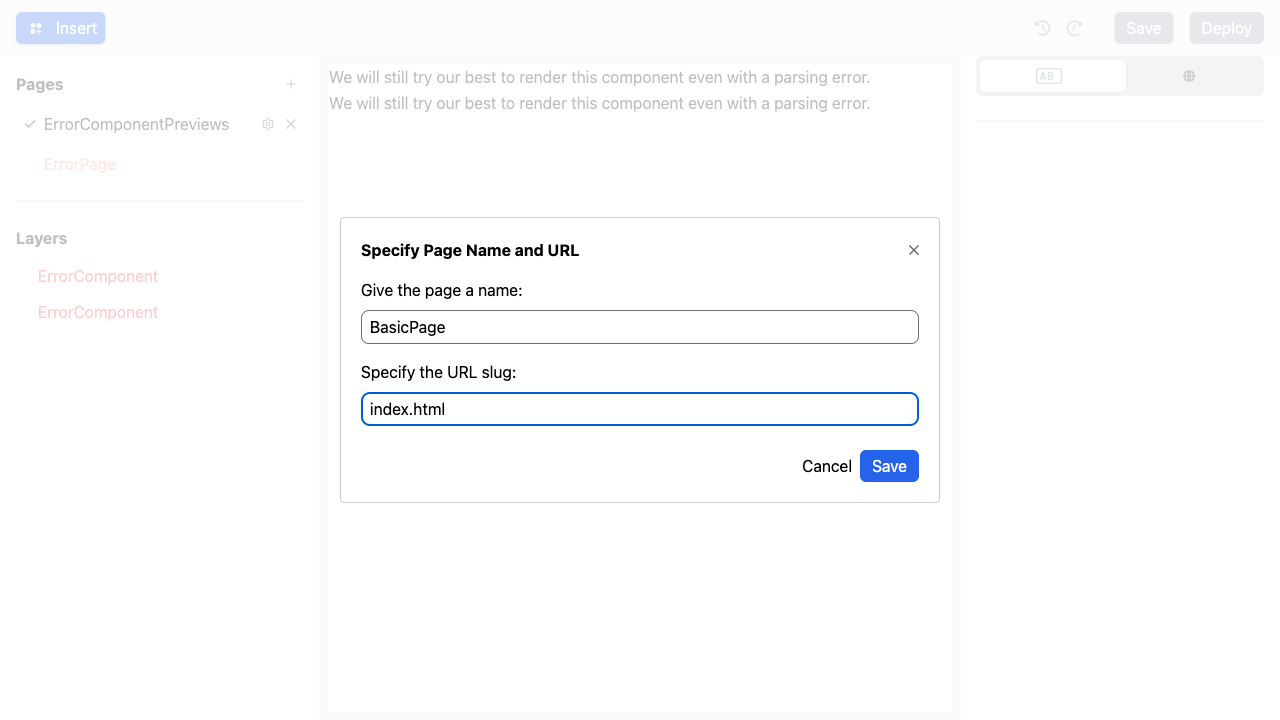 Insert
Save
Deploy
Pages
ErrorComponentPreviews
ErrorPage
Layers
ErrorComponent
ErrorComponent
We will still try our best to render this component even with a parsing error.
We will still try our best to render this component even with a parsing error.
AB
Specify Page Name and URL
Give the page a name:
BasicPage
Specify the URL slug:
index.html
Cancel
Save